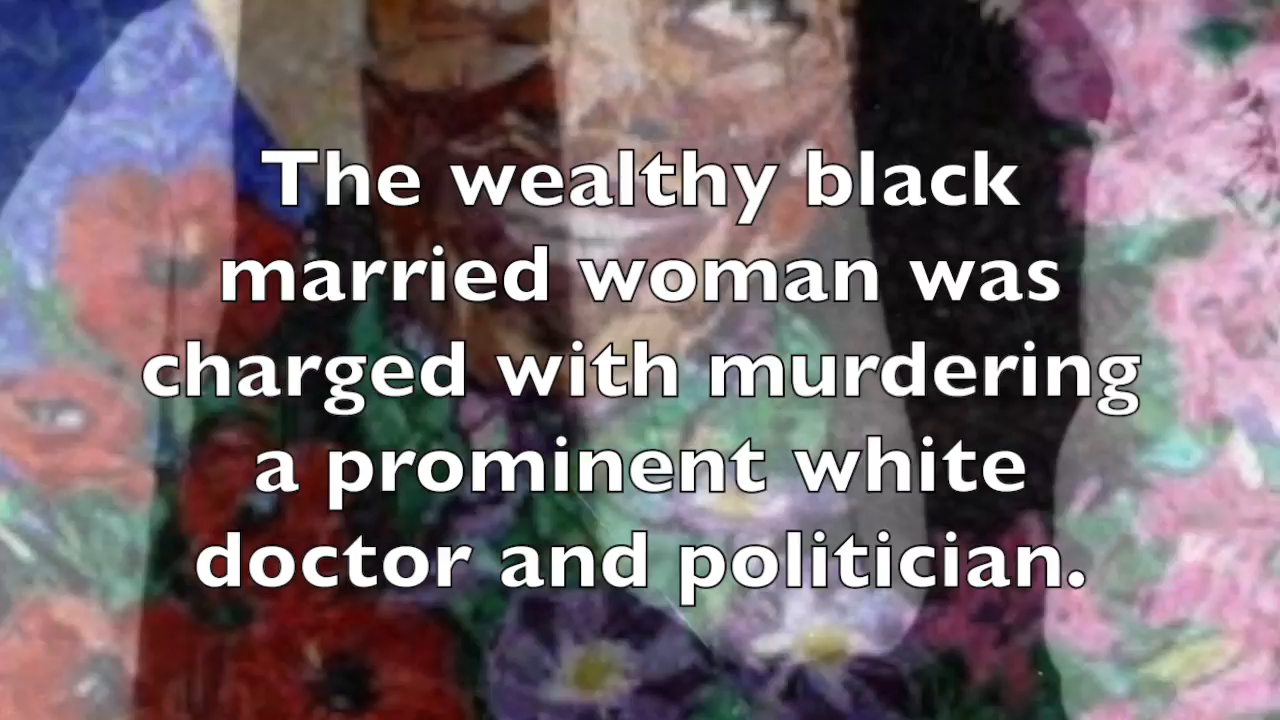 The wealthy black
married woman was
charged with murdering
a prominent white
doctor and politician.